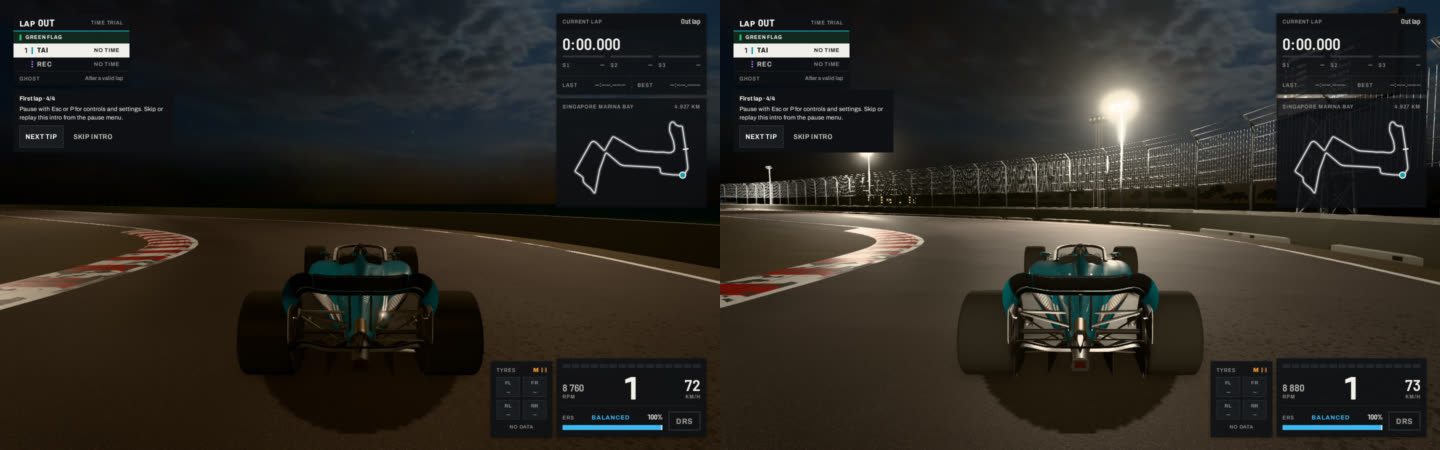 LAP OUT TIME TRIAL
GREEN FLAG
1 TAI NO TIME
REC NO TIME
GHOST After a valid lap
First lap · 4/4
Pause with Esc or P for controls and settings. Skip or
replay this intro from the pause menu.
NEXT TIP SKIP INTRO
CURRENT LAP Out lap
0:00.000
S1 – S2 – S3 –
LAST --:--.--- BEST --:--.---
SINGAPORE MARINA BAY 4.927 KM
TYRES M
FL FR
– –
RL RR
– –
NO DATA
8 760 1 72
RPM KM/H
ERS BALANCED 100% DRS
LAP OUT TIME TRIAL
GREEN FLAG
1 TAI NO TIME
REC NO TIME
GHOST After a valid lap
First lap · 4/4
Pause with Esc or P for controls and settings. Skip or
replay this intro from the pause menu.
NEXT TIP SKIP INTRO
CURRENT LAP Out lap
0:00.000
S1 – S2 – S3 –
LAST --:--.--- BEST --:--.---
SINGAPORE MARINA BAY 4.927 KM
TYRES M
FL FR
– –
RL RR
– –
NO DATA
8 880 1 73
RPM KM/H
ERS BALANCED 100% DRS